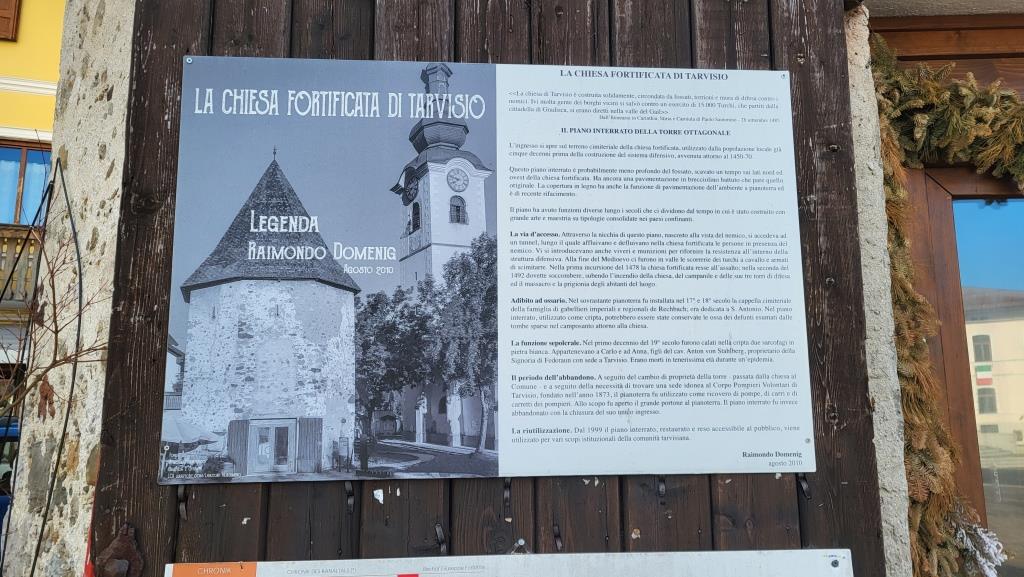 LA CHIESA FORTIFICATA DI TARVISIO
LEGENDA
RAIMONDO DOMENIG
AGOSTO 2010
LA CHIESA FORTIFICATA DI TARVISIO
<<La chiesa di Tarvisio è costruita solidamente, circondata da fossati, torrioni e mura di difesa contro i
nemici. Ivi molta gente dei borghi vicini si salvò contro un esercito di 15.000 Turchi, che partiti dalla
cittadella di Gradisca, si erano diretti nella valle del Gail>>
Dall'Itinerario in Carinthia, Stiria e Carniola di Paolo Santonino - 28 settembre 1485
IL PIANO INTERRATO DELLA TORRE OTTAGONALE
L'ingresso si apre sul terreno cimiteriale della chiesa fortificata, utilizzato dalla popolazione locale già
cinque decenni prima della costruzione del sistema difensivo, avvenuta attorno al 1450-70.
Questo piano interrato è probabilmente meno profondo del fossato, scavato un tempo sui lati nord ed
ovest della chiesa fortificata. Ha ancora una pavimentazione in brecciolino battuto che pare quello
originale. La copertura in legno ha anche la funzione di pavimentazione dell'ambiente a pianoterra ed
è di recente rifacimento.
Il piano ha avuto funzioni diverse lungo i secoli che ci dividono dal tempo in cui è stato costruito con
grande arte e maestria su tipologie consolidate nei paesi confinanti.
La via d'accesso. Attraverso la nicchia di questo piano, nascosto alla vista del nemico, si accedeva ad
un tunnel, lungo il quale affluivano e defluivano nella chiesa fortificata le persone in presenza del
nemico. Vi si introducevano anche viveri e munizioni per rifornire la resistenza all'interno della
struttura difensiva. Alla fine del Medioevo ci furono in valle le scorrerie dei turchi a cavallo e armati
di scimitarre. Nella prima incursione del 1478 la chiesa fortificata resse all'assalto; nella seconda del
1492 dovette soccombere, subendo l'incendio della chiesa, del campanile e delle sue tre torri di difesa
ed il massacro e la prigionia degli abitanti del luogo.
Adibito ad ossario. Nel sovrastante pianoterra fu installata nel 17° e 18° secolo la cappella cimiteriale
della famiglia di gabellieri imperiali e regionali de Rechbach; era dedicata a S. Antonio. Nel piano
interrato, utilizzato come cripta, potrebbero essere state conservate le ossa dei defunti esumati dalle
tombe sparse nel camposanto attorno alla chiesa.
La funzione sepolcrale. Nel primo decennio del 19° secolo furono calati nella cripta due sarcofagi in
pietra bianca. Appartenevano a Carlo e ad Anna, figli del cav. Anton von Stahlberg, proprietario della
Signoria di Federaun con sede a Tarvisio. Erano morti in tenerissima età durante un'epidemia.
Il periodo dell'abbandono. A seguito del cambio di proprietà della torre - passata dalla chiesa al
Comune - e a seguito della necessità di trovare una sede idonea al Corpo Pompieri Volontari di
Tarvisio, fondato nell'anno 1873, il pianoterra fu utilizzato come ricovero di pompe, di carri e di
carretti dei pompieri. Allo scopo fu aperto il grande portone al pianoterra. Il piano interrato fu invece
abbandonato con la chiusura del suo unico ingresso.
La riutilizzazione. Dal 1999 il piano interrato, restaurato e reso accessibile al pubblico, viene
utilizzato per vari scopi istituzionali della comunità tarvisiana.
Raimondo Domenig
agosto 2010
CHRONIK